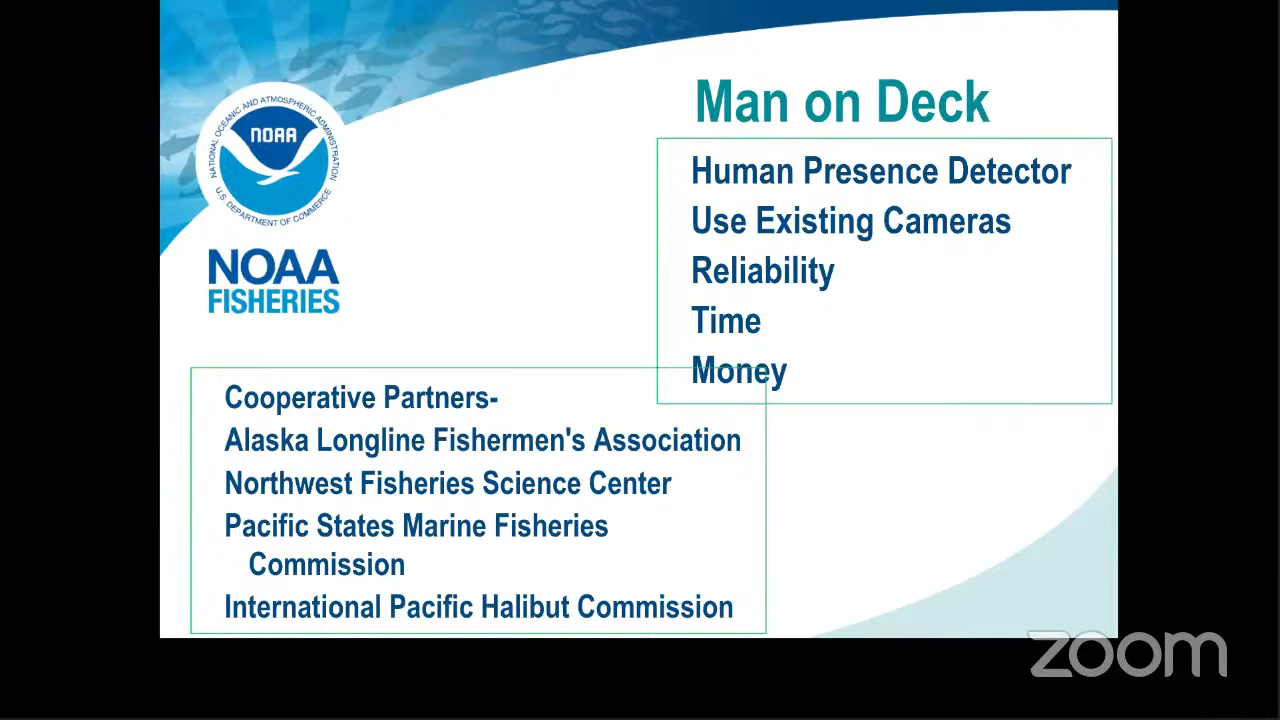 Man on Deck
NATIONAL OCEANIC AND ATMOSPHERIC ADMINISTRATION
NOAA
U.S. DEPARTMENT OF COMMERCE
NOAA
FISHERIES
Human Presence Detector
Use Existing Cameras
Reliability
Time
Money
Cooperative Partners-
Alaska Longline Fishermen's Association
Northwest Fisheries Science Center
Pacific States Marine Fisheries
Commission
International Pacific Halibut Commission
zoom